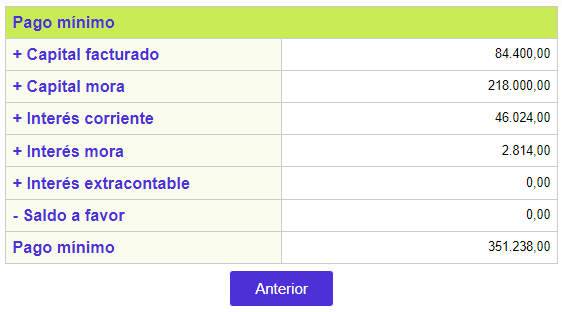 Pago mínimo
+ Capital facturado 84.400,00
+ Capital mora 218.000,00
+ Interés corriente 46.024,00
+ Interés mora 2.814,00
+ Interés extracontable 0,00
- Saldo a favor 0,00
Pago mínimo 351.238,00
Anterior